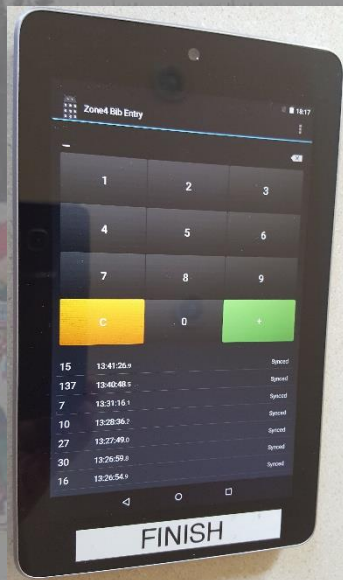 18:17
Zone4 Bib Entry
1 2 3
4 5 6
7 8 9
C 0 +
15 13:41:26.9 Synced
137 13:40:48.5 Synced
7 13:31:16.1 Synced
10 13:28:36.2 Synced
27 13:27:49.0 Synced
30 13:26:59.8 Synced
16 13:26:54.9 Synced
FINISH